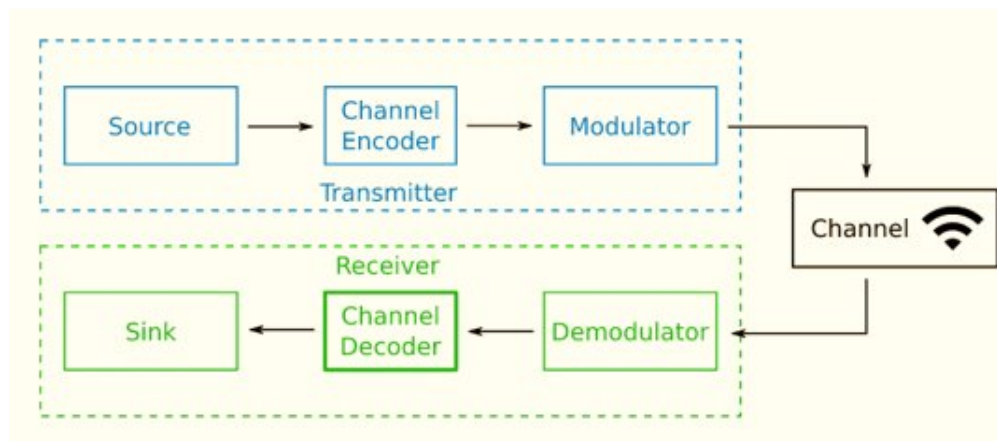 Source
Channel
Encoder
Modulator
Transmitter
Channel
Receiver
Sink
Channel
Decoder
Demodulator